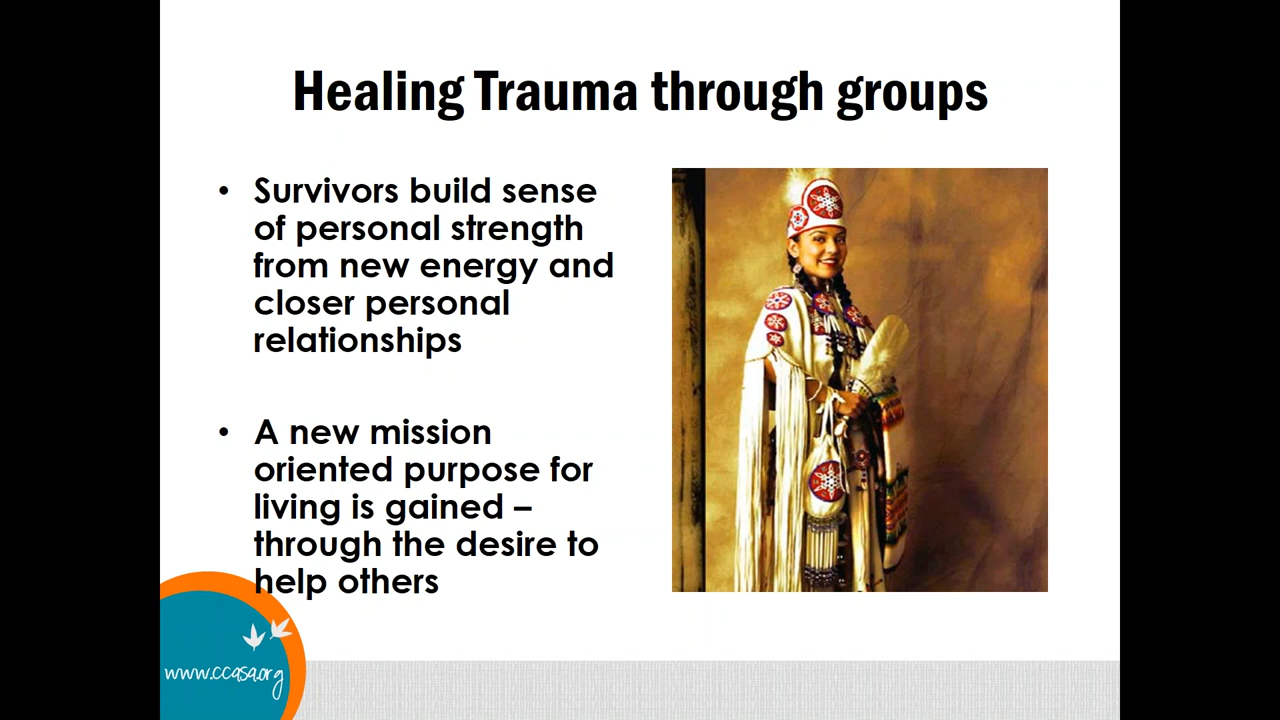 Healing Trauma through groups
• Survivors build sense
of personal strength
from new energy and
closer personal
relationships
• A new mission
oriented purpose for
living is gained –
through the desire to
help others
www.ccasa.org